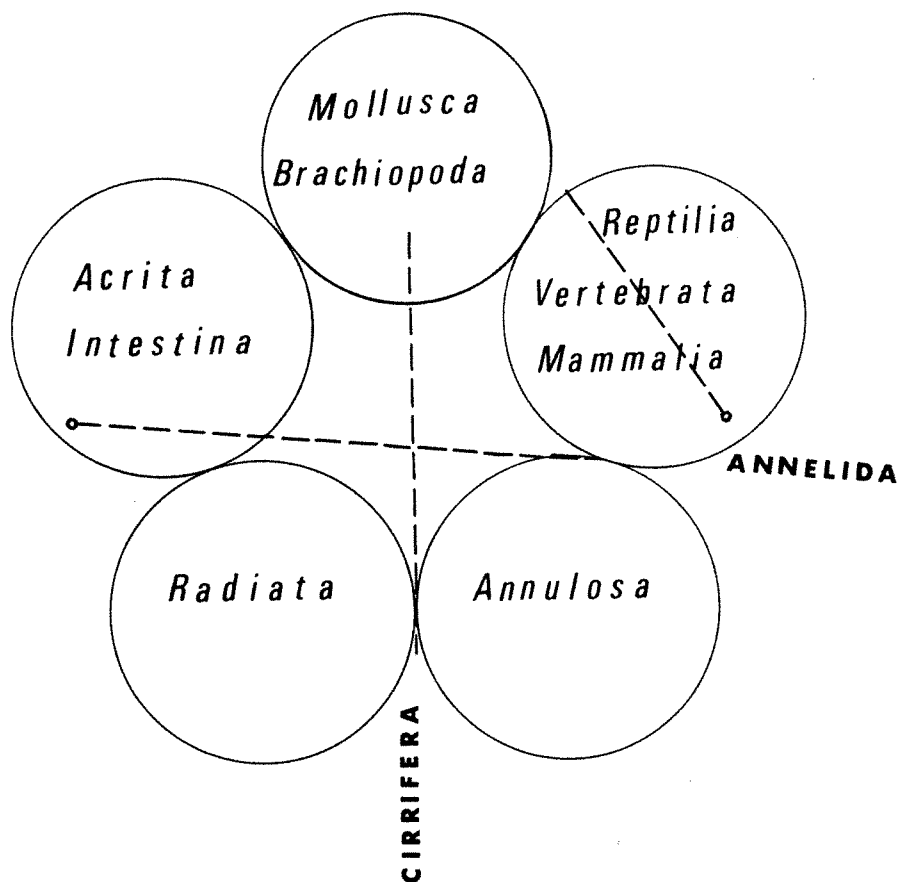 Mollusca
Brachiopoda
Reptilia
Vertebrata
Mammalia
Acrita
Intestina
ANNELIDA
Radiata
Annulosa
CIRRIFERA